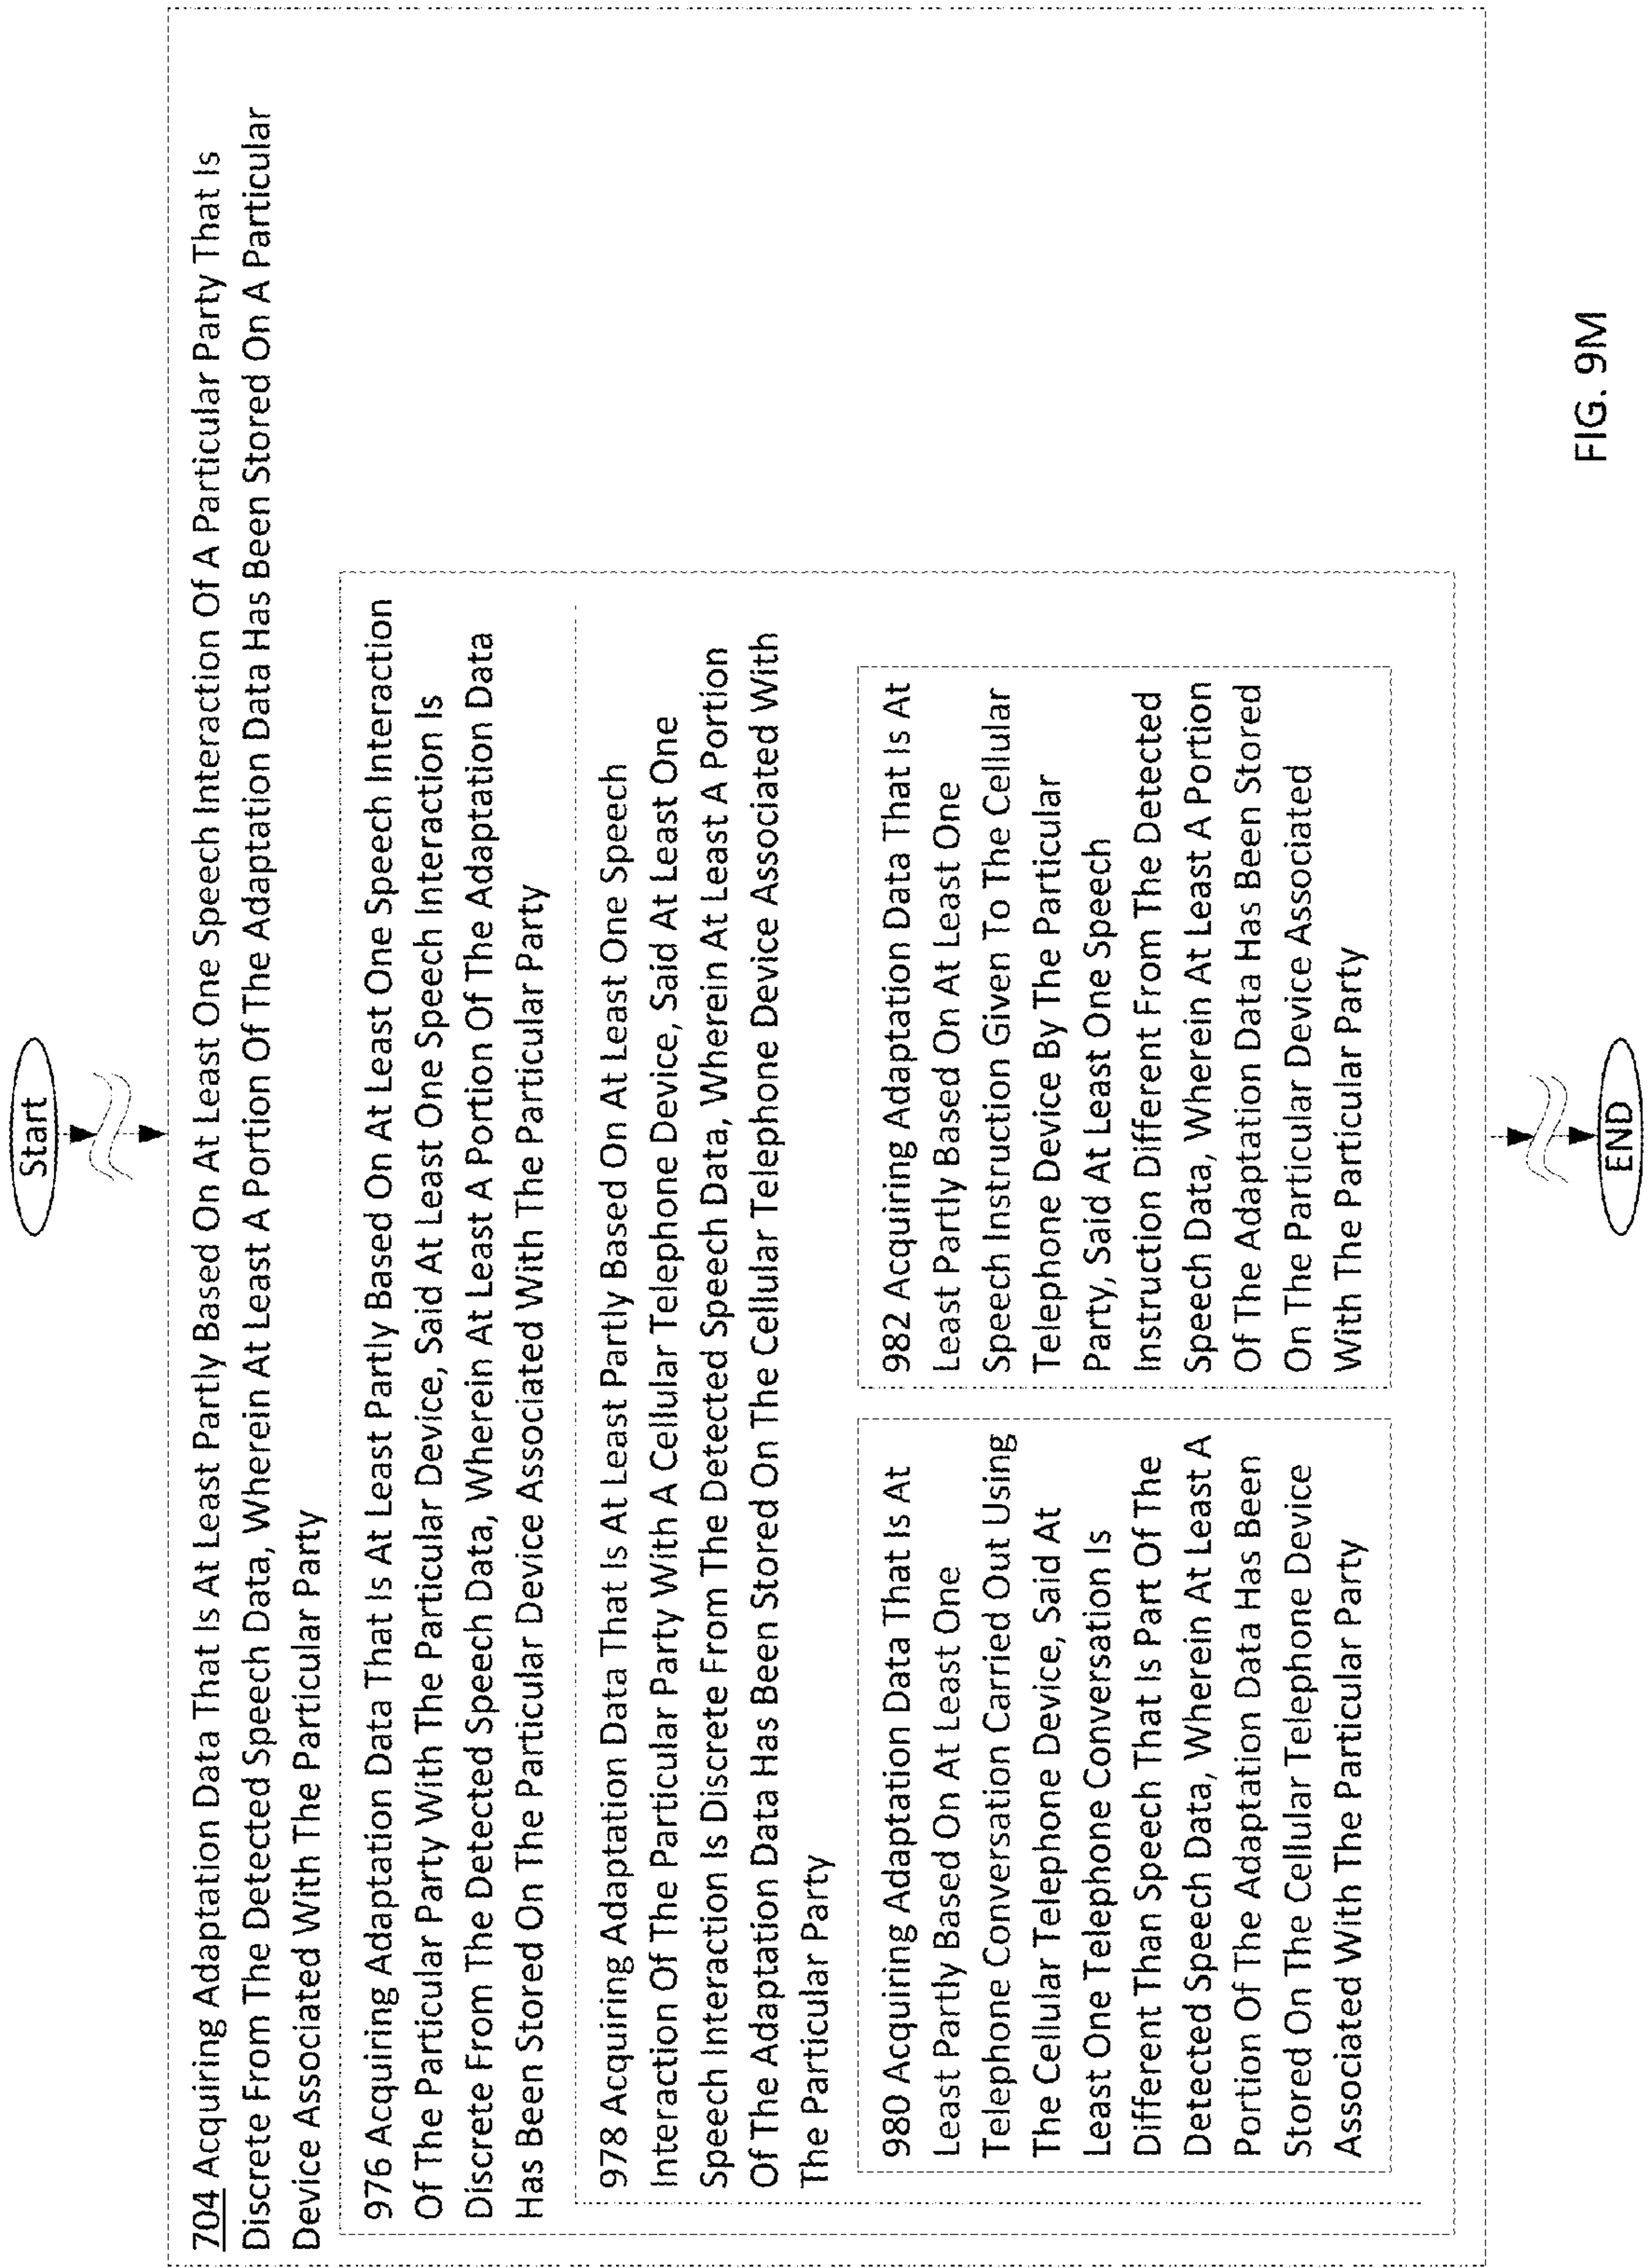 Start
704 Acquiring Adaptation Data That Is At Least Partly Based On At Least One Speech Interaction Of A Particular Party That Is
Discrete From The Detected Speech Data, Wherein At Least A Portion Of The Adaptation Data Has Been Stored On A Particular
Device Associated With The Particular Party
976 Acquiring Adaptation Data That Is At Least Partly Based On At Least One Speech Interaction
Of The Particular Party With The Particular Device, Said At Least One Speech Interaction Is
Discrete From The Detected Speech Data, Wherein At Least A Portion Of The Adaptation Data
Has Been Stored On The Particular Device Associated With The Particular Party
978 Acquiring Adaptation Data That Is At Least Partly Based On At Least One Speech
Interaction Of The Particular Party With A Cellular Telephone Device, Said At Least One
Speech Interaction Is Discrete From The Detected Speech Data, Wherein At Least A Portion
Of The Adaptation Data Has Been Stored On The Cellular Telephone Device Associated With
The Particular Party
980 Acquiring Adaptation Data That Is At
Least Partly Based On At Least One
Telephone Conversation Carried Out Using
The Cellular Telephone Device, Said At
Least One Telephone Conversation Is
Different Than Speech That Is Part Of The
Detected Speech Data, Wherein At Least A
Portion Of The Adaptation Data Has Been
Stored On The Cellular Telephone Device
Associated With The Particular Party
982 Acquiring Adaptation Data That Is At
Least Partly Based On At Least One
Speech Instruction Given To The Cellular
Telephone Device By The Particular
Party, Said At Least One Speech
Instruction Different From The Detected
Speech Data, Wherein At Least A Portion
Of The Adaptation Data Has Been Stored
On The Particular Device Associated
With The Particular Party
END
FIG. 9M